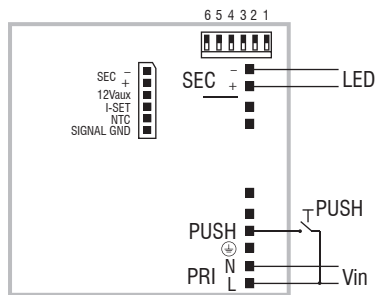 6 5 4 3 2 1
SEC –
+
12Vaux
I-SET
NTC
SIGNAL GND
SEC
–
+
LED
PUSH
PUSH
PRI
N
L
Vin